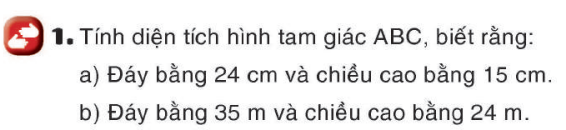 1. Tính diện tích hình tam giác ABC, biết rằng:
a) Đáy bằng 24 cm và chiều cao bằng 15 cm.
b) Đáy bằng 35 m và chiều cao bằng 24 m.